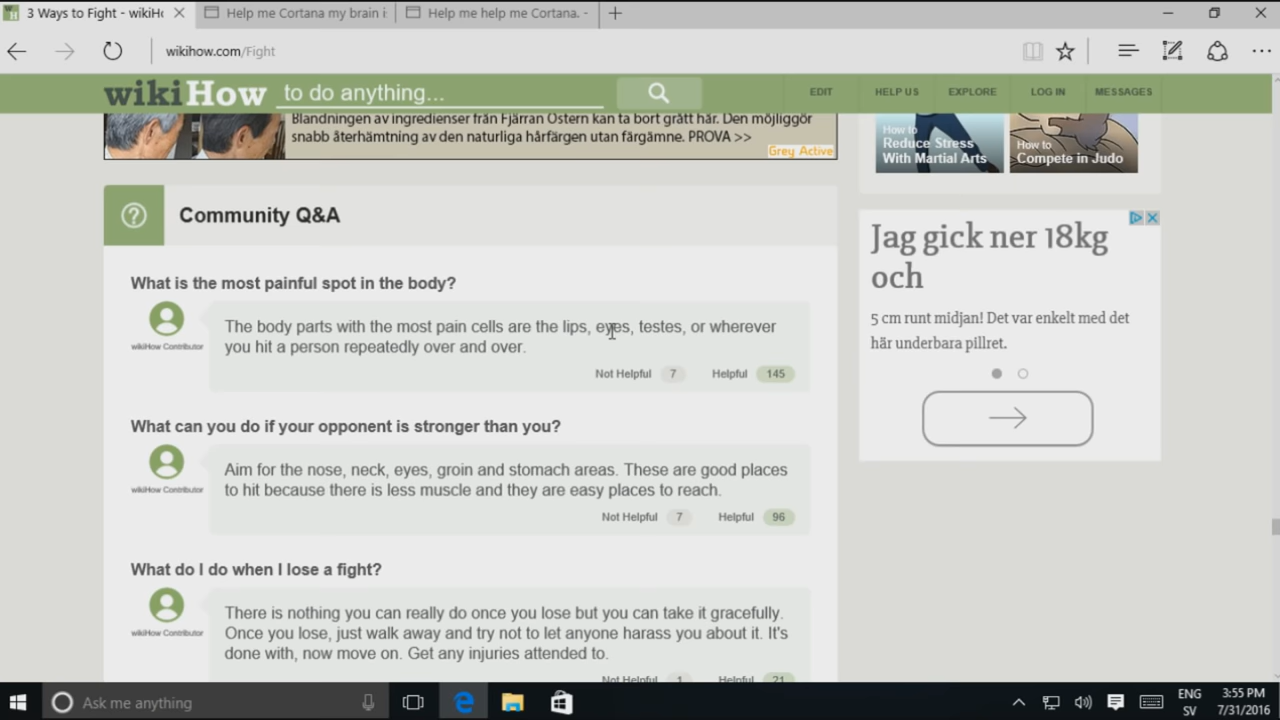 3 Ways to Fight - wikiHo
Help me Cortana my brain i
Help me help me Cortana. -
wikihow.com/Fight
wikiHow to do anything...
EDIT
HELP US
EXPLORE
LOG IN
MESSAGES
Blandningen av ingredienser från Fjärran Östern kan ta bort grått hår. Den möjliggör
snabb återhämtning av den naturliga hårfärgen utan färgämne. PROVA >>
Grey Active
How to
Reduce Stress
With Martial Arts
How to
Compete in Judo
Community Q&A
What is the most painful spot in the body?
wikiHow Contributor
The body parts with the most pain cells are the lips, eyes, testes, or wherever
you hit a person repeatedly over and over.
Not Helpful 7 Helpful 145
What can you do if your opponent is stronger than you?
wikiHow Contributor
Aim for the nose, neck, eyes, groin and stomach areas. These are good places
to hit because there is less muscle and they are easy places to reach.
Not Helpful 7 Helpful 96
What do I do when I lose a fight?
wikiHow Contributor
There is nothing you can really do once you lose but you can take it gracefully.
Once you lose, just walk away and try not to let anyone harass you about it. It's
done with, now move on. Get any injuries attended to.
Not Helpful 1 Helpful 21
Jag gick ner 18kg
och
5 cm runt midjan! Det var enkelt med det
här underbara pillret.
Ask me anything
ENG
SV
3:55 PM
7/31/2016